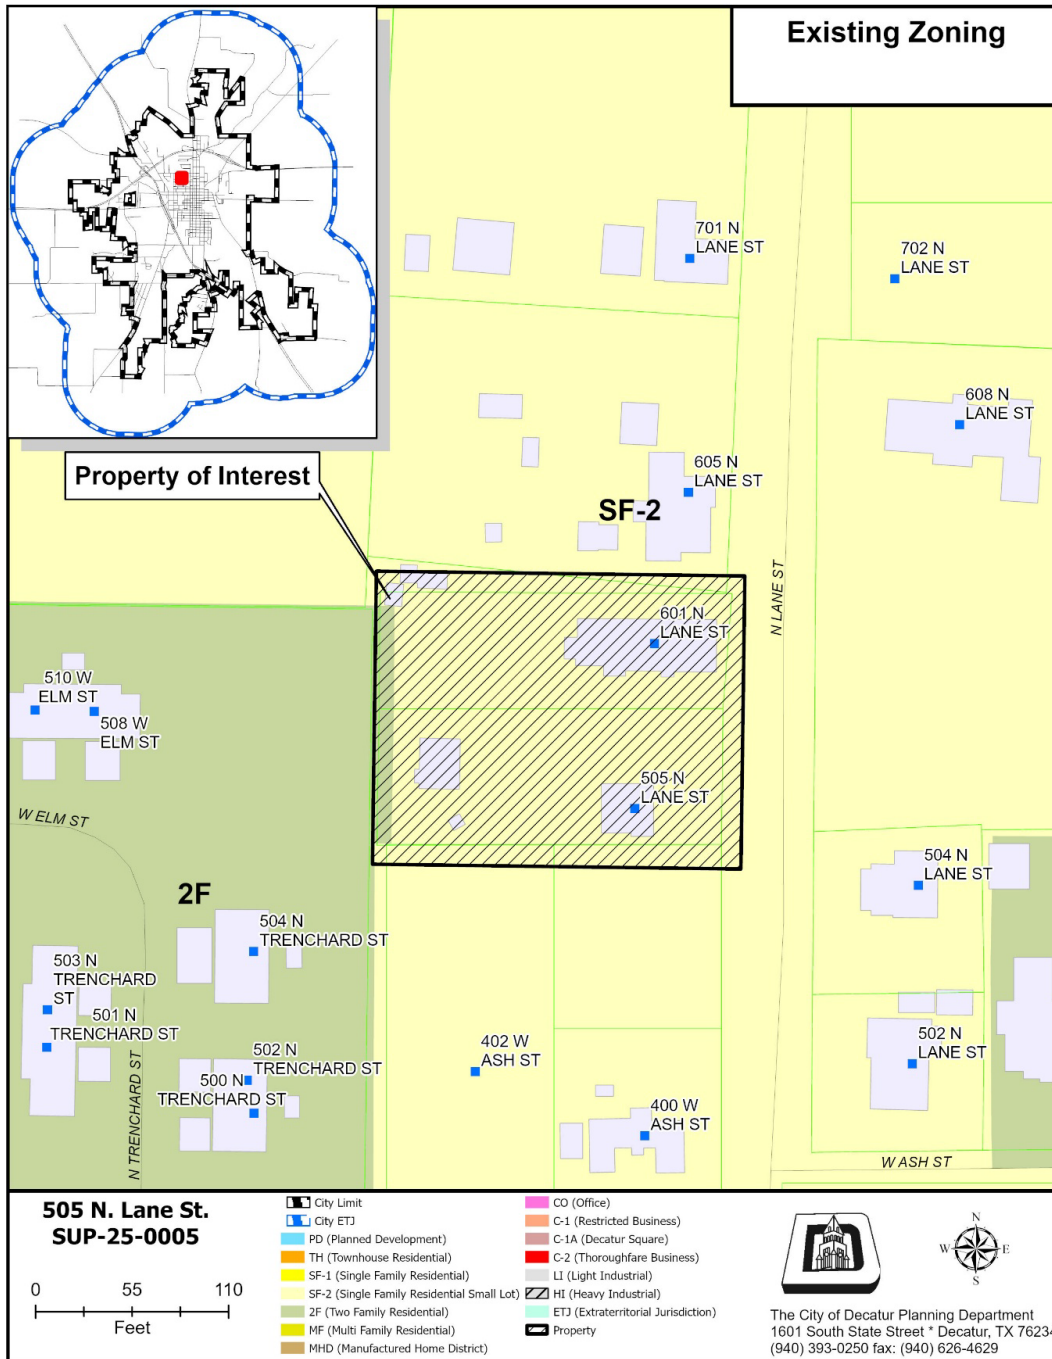 Existing Zoning
701 N
LANE ST
702 N
LANE ST
608 N
LANE ST
Property of Interest
605 N
LANE ST
SF-2
N LANE ST
601 N
LANE ST
510 W
ELM ST
508 W
ELM ST
505 N
LANE ST
W ELM ST
504 N
LANE ST
2F
504 N
TRENCHARD ST
503 N
TRENCHARD
ST
501 N
TRENCHARD ST
502 N
TRENCHARD ST
500 N
TRENCHARD ST
N TRENCHARD ST
402 W
ASH ST
502 N
LANE ST
400 W
ASH ST
W ASH ST
505 N. Lane St.
SUP-25-0005
0 55 110
Feet
City Limit
City ETJ
PD (Planned Development)
TH (Townhouse Residential)
SF-1 (Single Family Residential)
SF-2 (Single Family Residential Small Lot)
2F (Two Family Residential)
MF (Multi Family Residential)
MHD (Manufactured Home District)
CO (Office)
C-1 (Restricted Business)
C-1A (Decatur Square)
C-2 (Thoroughfare Business)
LI (Light Industrial)
HI (Heavy Industrial)
ETJ (Extraterritorial Jurisdiction)
Property
N
W E
S
The City of Decatur Planning Department
1601 South State Street * Decatur, TX 76234
(940) 393-0250 fax: (940) 626-4629